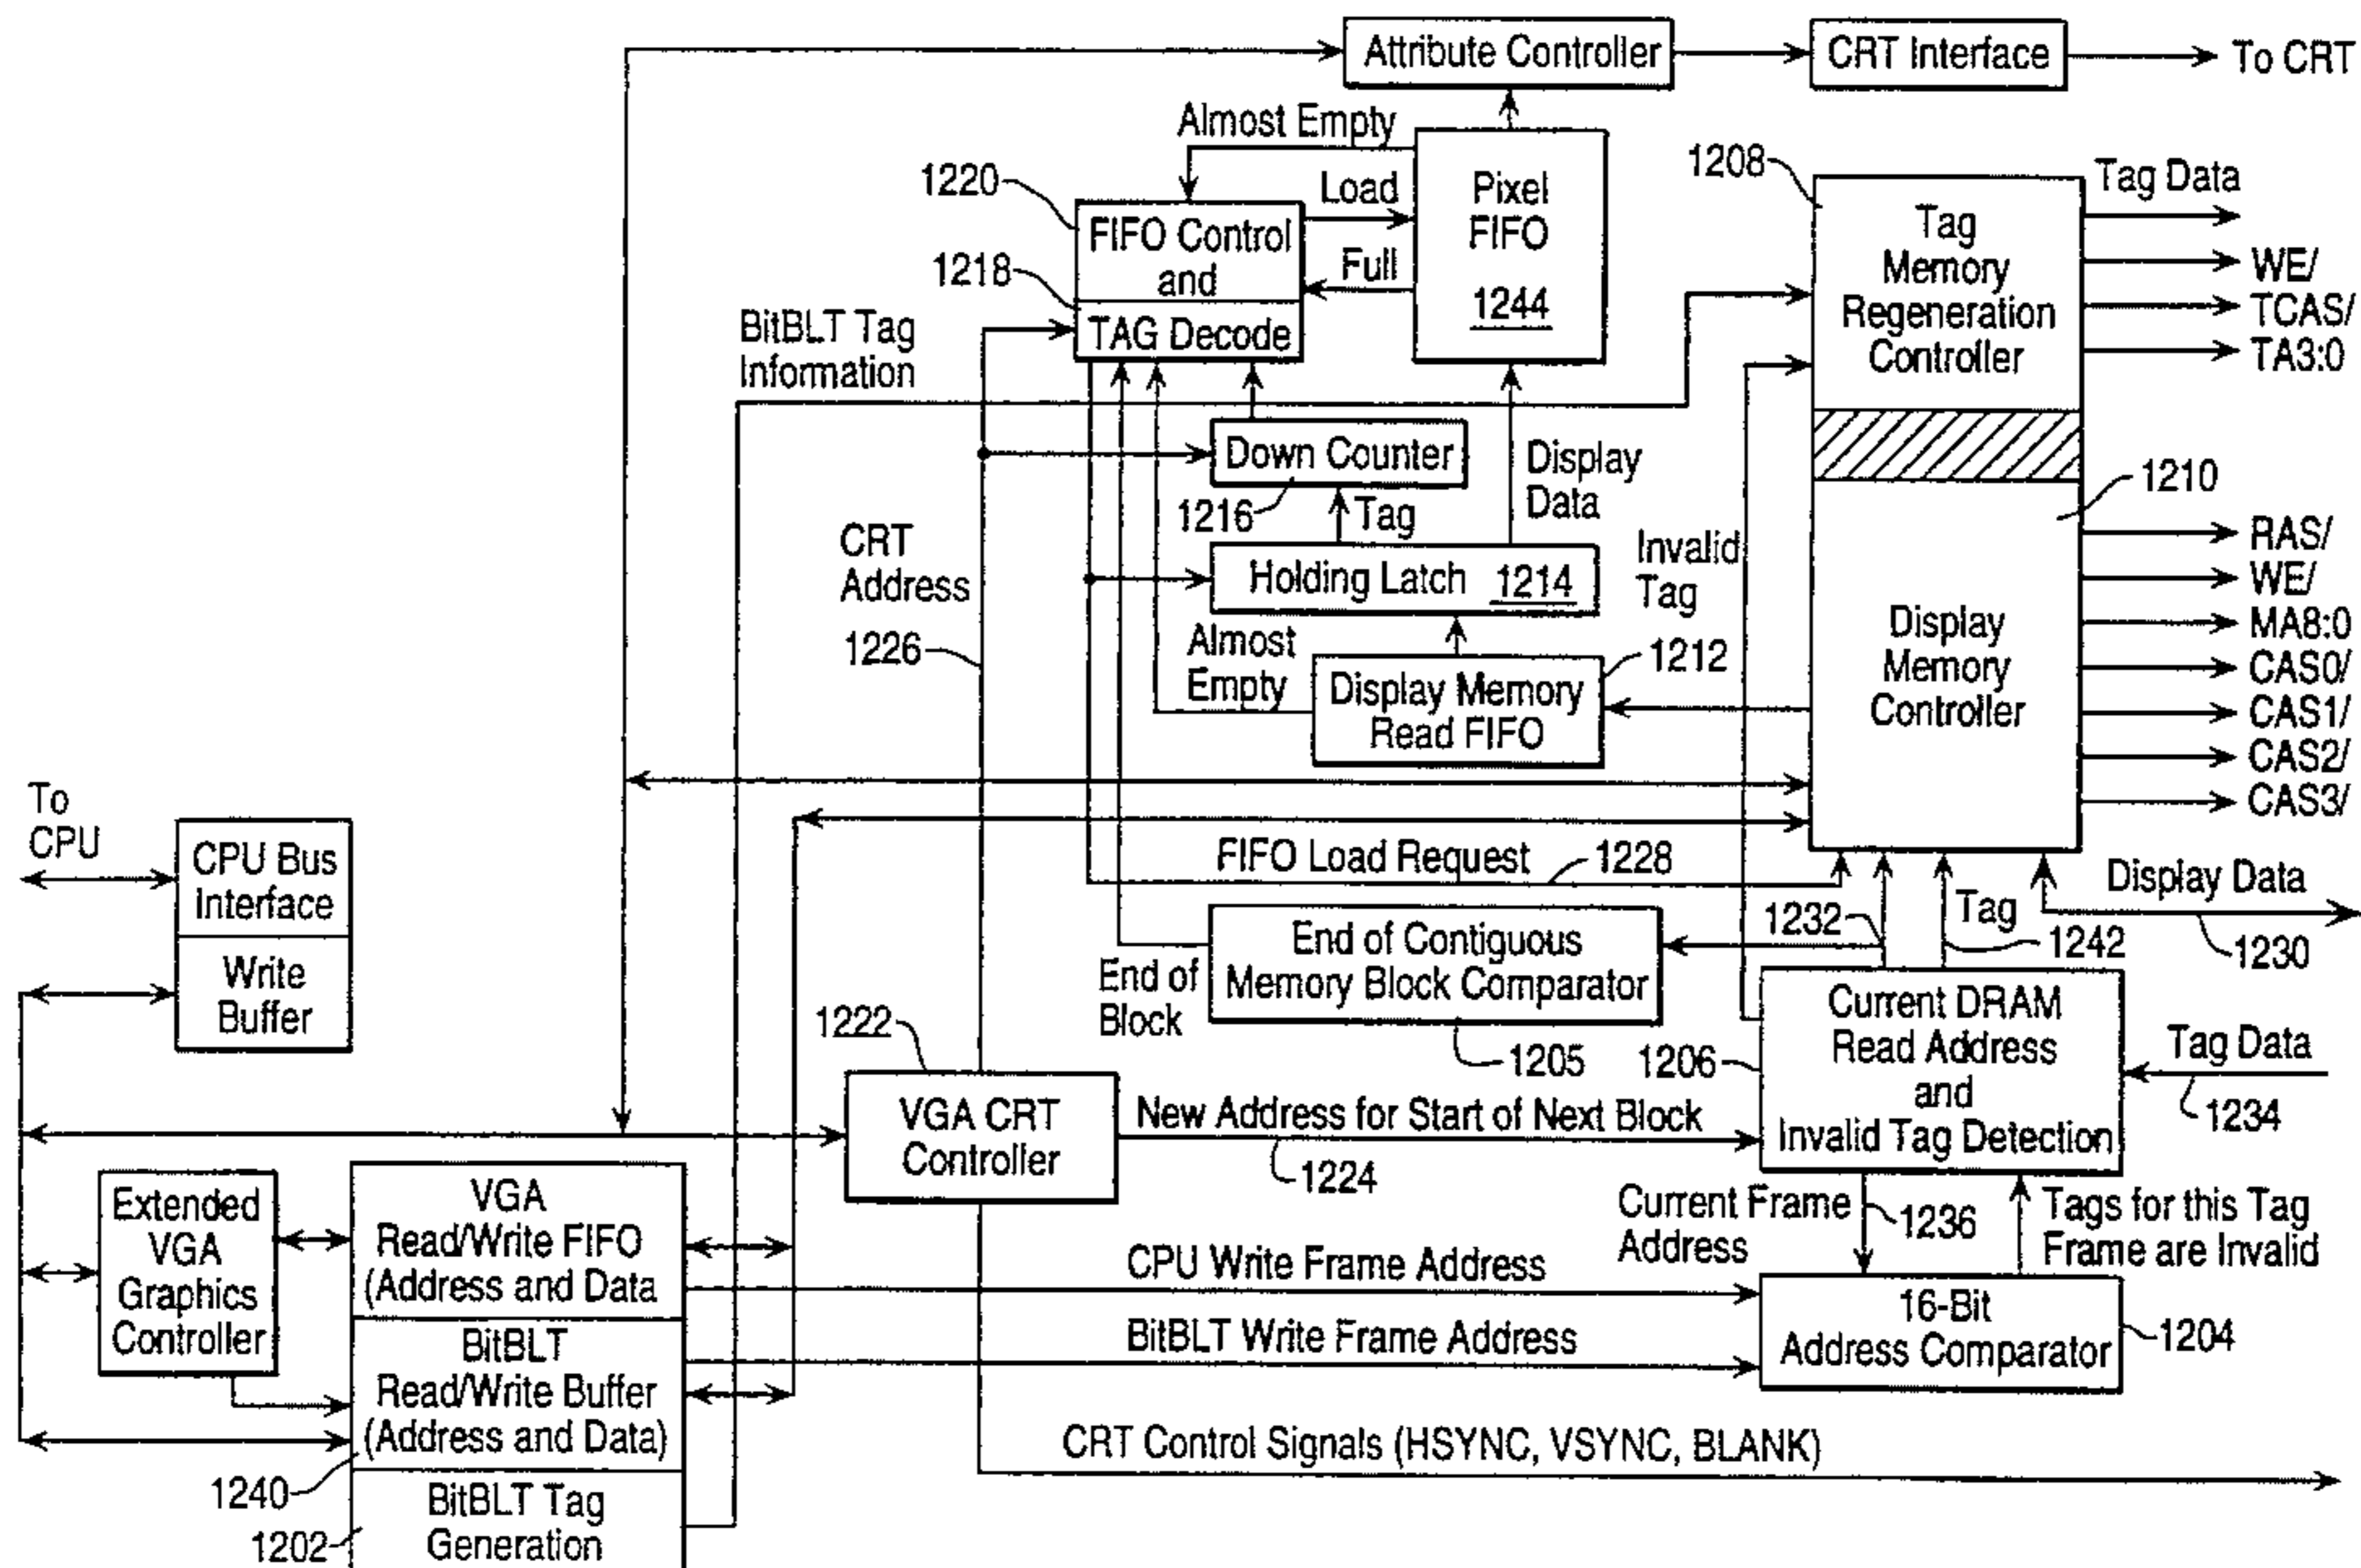 Attribute Controller
CRT Interface
To CRT
Almost Empty
1220
FIFO Control
and
1218
TAG Decode
Load
Full
Pixel
FIFO
1244
1208
Tag
Memory
Regeneration
Controller
Tag Data
WE/
TCAS/
TA3:0
BitBLT Tag
Information
Down Counter
1216
Tag
Display
Data
1210
CRT
Address
1226
Holding Latch 1214
Invalid
Tag
Almost
Empty
Display Memory
Read FIFO
1212
Display
Memory
Controller
RAS/
WE/
MA8:0
CAS0/
CAS1/
CAS2/
CAS3/
To
CPU
CPU Bus
Interface
Write
Buffer
FIFO Load Request
1228
1232
Tag
1242
Display Data
1230
End of
Block
End of Contiguous
Memory Block Comparator
1205
1222
VGA CRT
Controller
New Address for Start of Next Block
1224
1206
Current DRAM
Read Address
and
Invalid Tag Detection
Tag Data
1234
Extended
VGA
Graphics
Controller
VGA
Read/Write FIFO
(Address and Data
BitBLT
Read/Write Buffer
(Address and Data)
1240
BitBLT Tag
Generation
1202
Current Frame
Address
1236
Tags for this Tag
Frame are Invalid
CPU Write Frame Address
BitBLT Write Frame Address
16-Bit
Address Comparator
1204
CRT Control Signals (HSYNC, VSYNC, BLANK)